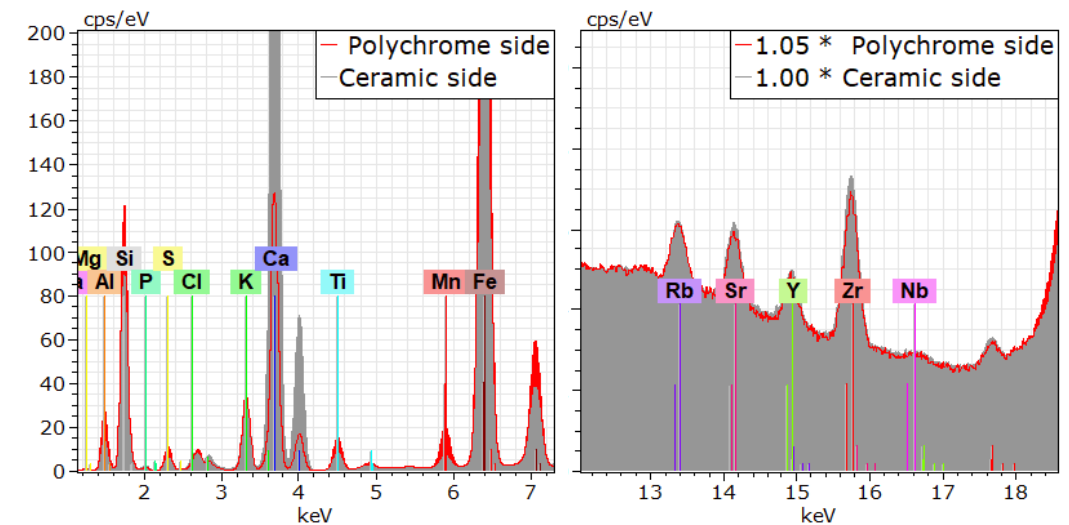 cps/eV
Polychrome side
Ceramic side
200
180
160
140
120
100
80
60
40
20
0
Mg Si S Ca
a Al P Cl K Ti Mn Fe
2 3 4 5 6 7
keV
cps/eV
1.05 * Polychrome side
1.00 * Ceramic side
Rb Sr Y Zr Nb
13 14 15 16 17 18
keV